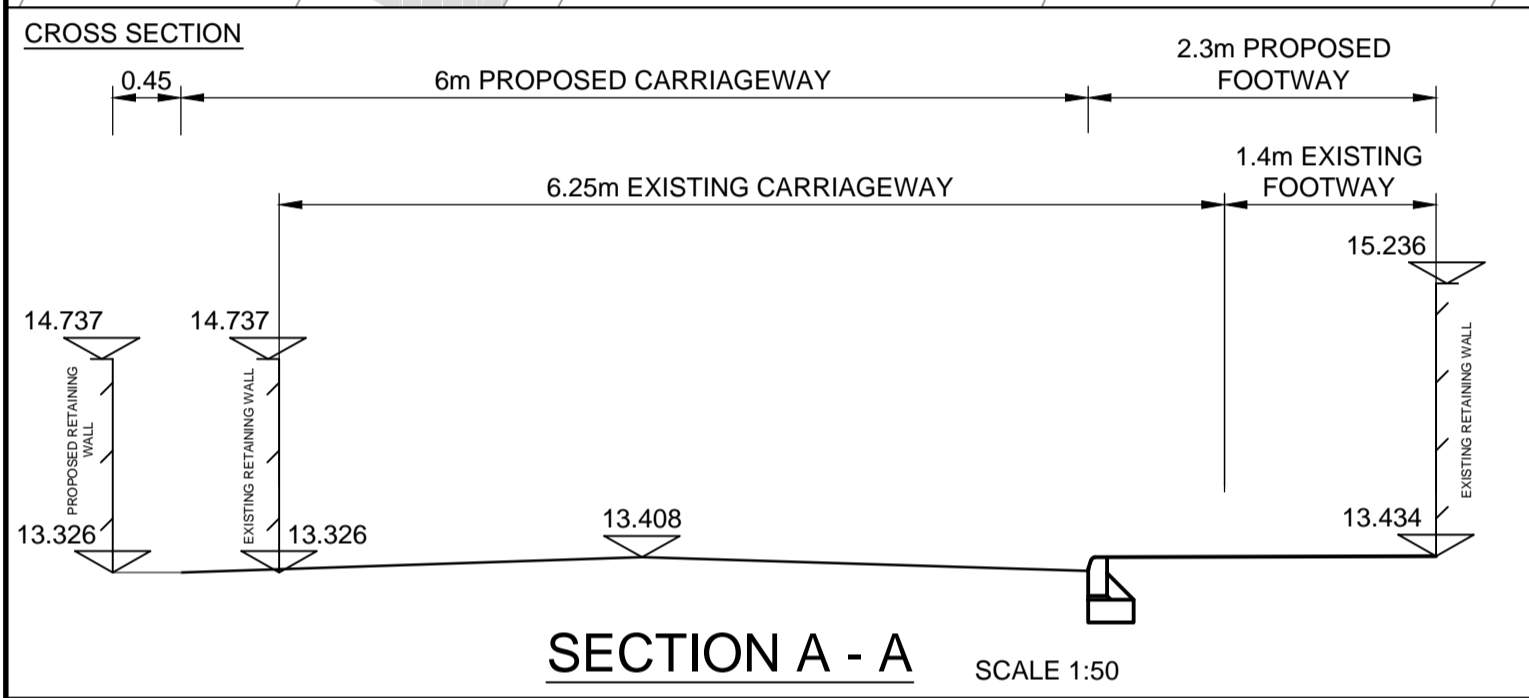 CROSS SECTION
0.45
6m PROPOSED CARRIAGEWAY
2.3m PROPOSED
FOOTWAY
6.25m EXISTING CARRIAGEWAY
1.4m EXISTING
FOOTWAY
15.236
14.737
14.737
PROPOSED RETAINING
WALL
EXISTING RETAINING WALL
EXISTING RETAINING WALL
13.326
13.326
13.408
13.434
SECTION A - A
SCALE 1:50